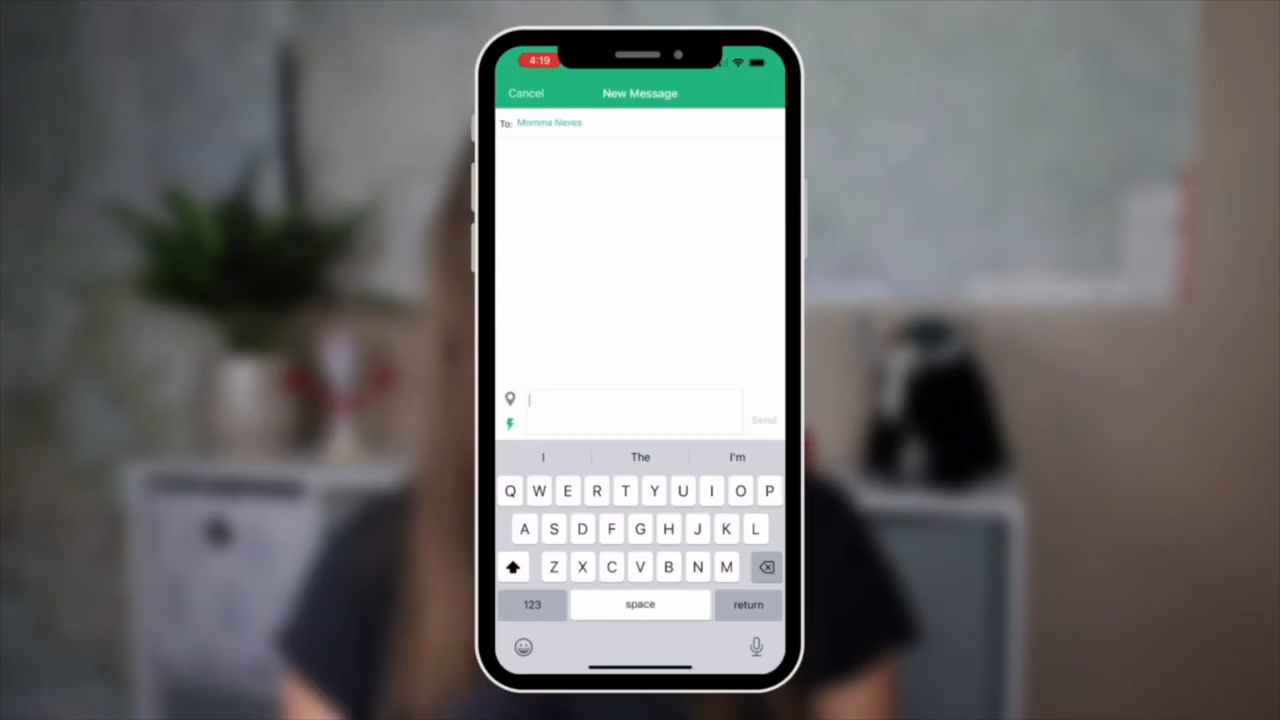 4:19
Cancel New Message
To: Momma Neves
Send
I The I'm
Q W E R T Y U I O P
A S D F G H J K L
Z X C V B N M
123 space return